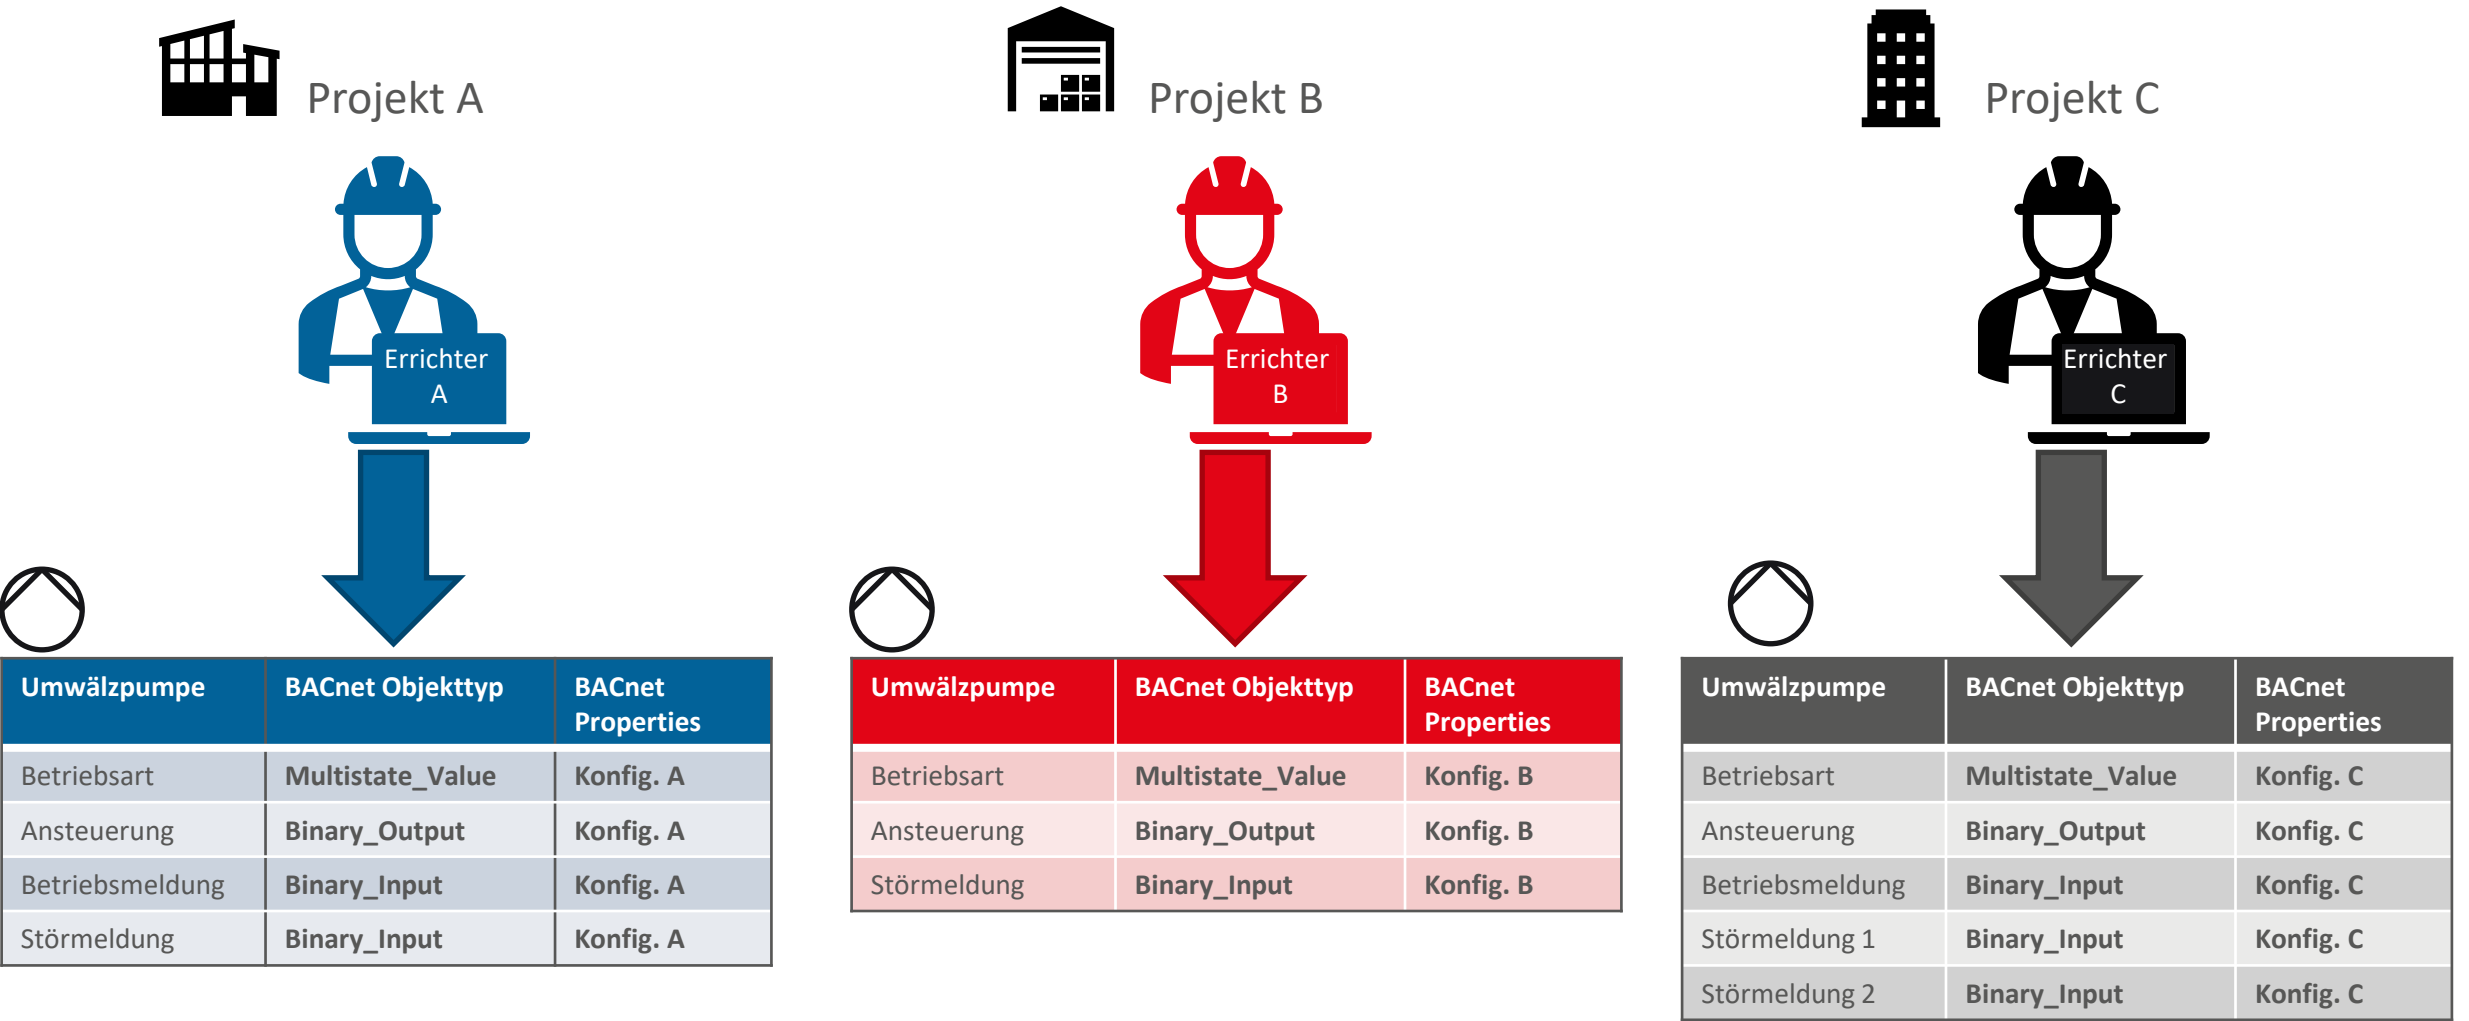 Projekt A
Errichter
A
Umwälzpumpe BACnet Objekttyp BACnet
Properties
Betriebsart Multistate_Value Konfig. A
Ansteuerung Binary_Output Konfig. A
Betriebsmeldung Binary_Input Konfig. A
Störmeldung Binary_Input Konfig. A
Projekt B
Errichter
B
Umwälzpumpe BACnet Objekttyp BACnet
Properties
Betriebsart Multistate_Value Konfig. B
Ansteuerung Binary_Output Konfig. B
Störmeldung Binary_Input Konfig. B
Projekt C
Errichter
C
Umwälzpumpe BACnet Objekttyp BACnet
Properties
Betriebsart Multistate_Value Konfig. C
Ansteuerung Binary_Output Konfig. C
Betriebsmeldung Binary_Input Konfig. C
Störmeldung 1 Binary_Input Konfig. C
Störmeldung 2 Binary_Input Konfig. C